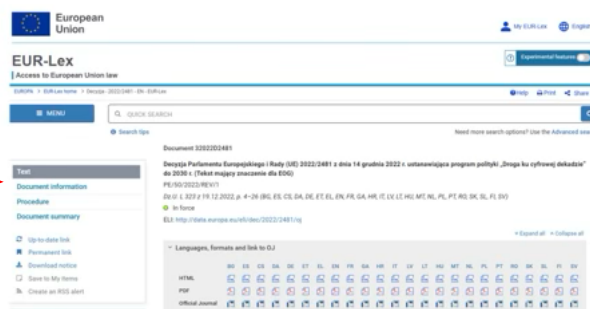 European
Union
My EUR-Lex
English
EUR-Lex
Access to European Union law
Experimental features
EUROPA > EUR-Lex home > Decyzja - 2022/2481 - EN - EUR-Lex
Help Print Share
MENU
QUICK SEARCH
Search tips
Need more search options? Use the Advanced sear
Document 32022D2481
Text
Document information
Procedure
Document summary
Up-to-date link
Permanent link
Download notice
Save to My items
Create an RSS alert
Decyzja Parlamentu Europejskiego i Rady (UE) 2022/2481 z dnia 14 grudnia 2022 r. ustanawiająca program polityki „Droga ku cyfrowej dekadzie”
do 2030 r. (Tekst mający znaczenie dla EOG)
PE/50/2022/REV/1
Dz.U. L 323 z 19.12.2022, p. 4–26 (BG, ES, CS, DA, DE, ET, EL, EN, FR, GA, HR, IT, LV, LT, HU, MT, NL, PL, PT, RO, SK, SL, FI, SV)
In force
ELI: http://data.europa.eu/eli/dec/2022/2481/oj
Expand all Collapse all
Languages, formats and link to OJ
BG ES CS DA DE ET EL EN FR GA HR IT LV LT HU MT NL PL PT RO SK SL FI SV
HTML
PDF
Official Journal